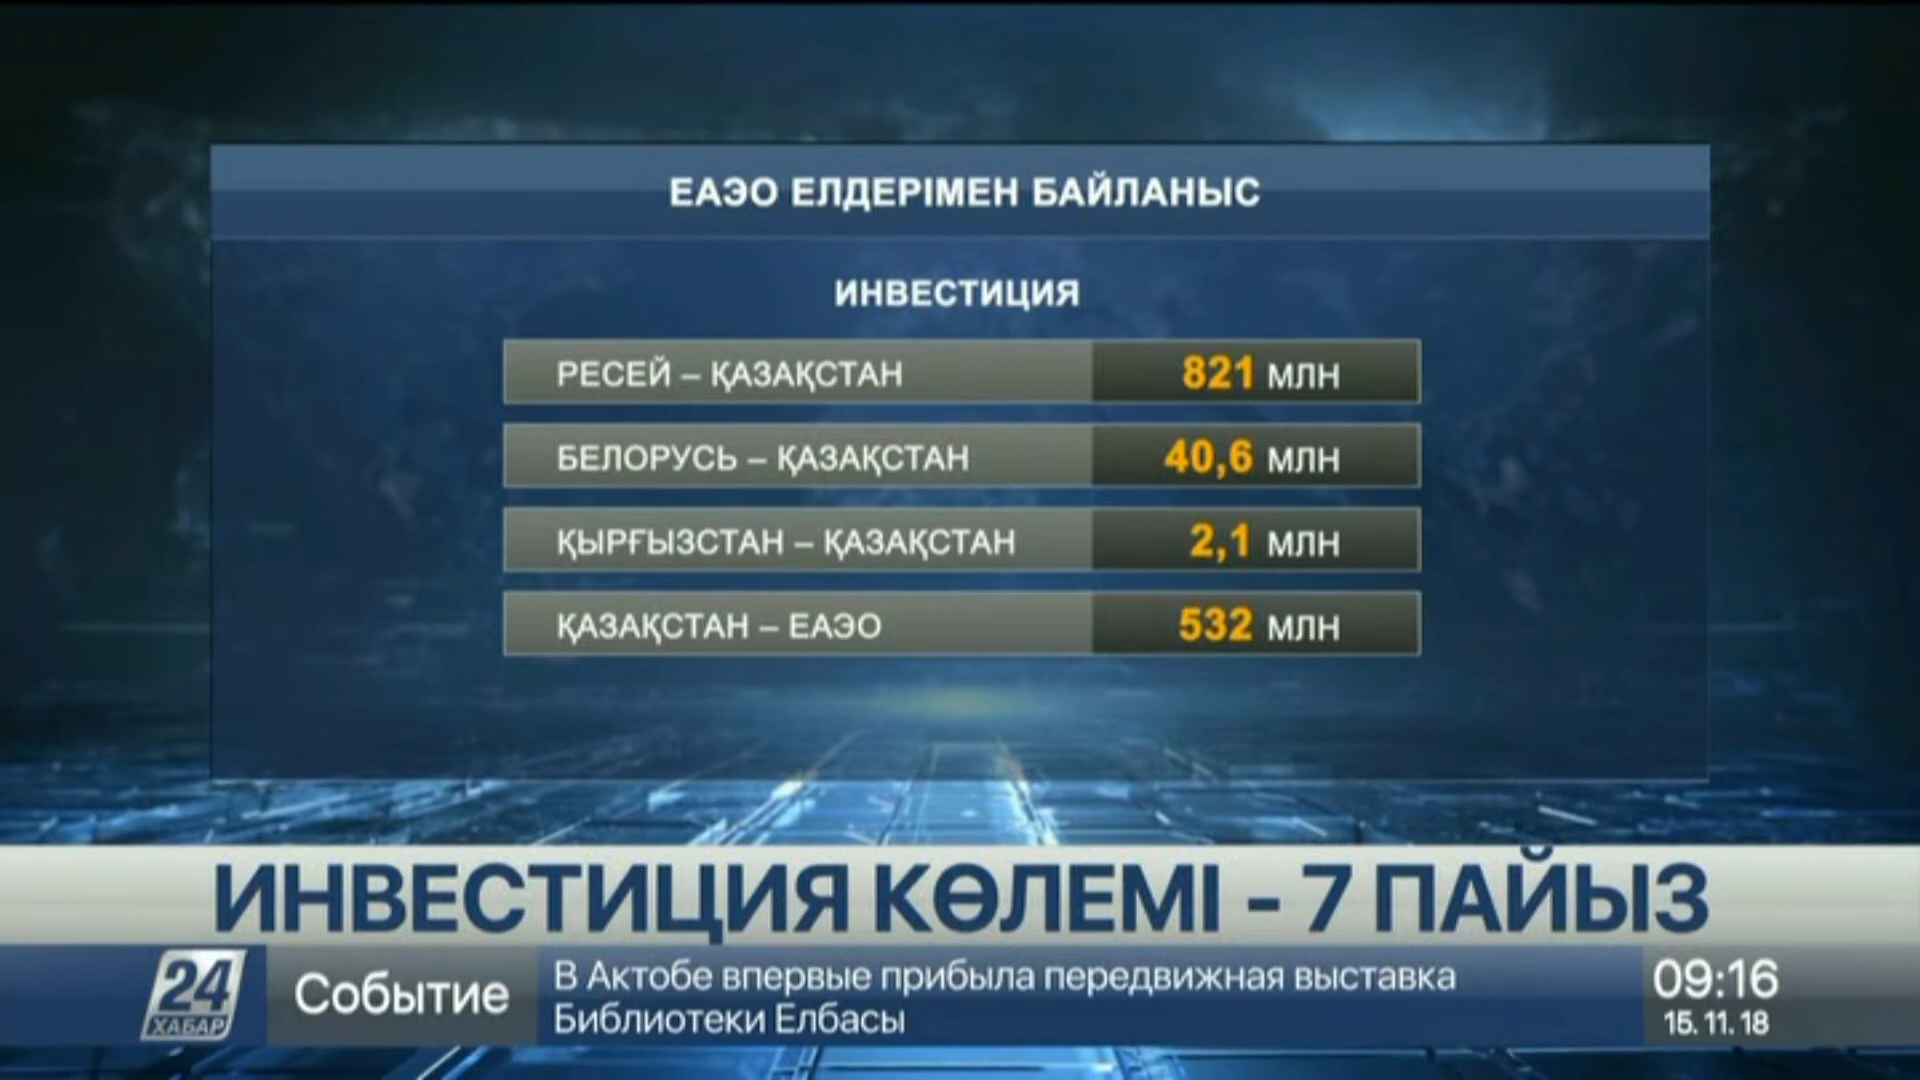 ЕАЭО ЕЛДЕРІМЕН БАЙЛАНЫС
ИНВЕСТИЦИЯ
РЕСЕЙ – ҚАЗАҚСТАН 821 МЛН
БЕЛОРУСЬ – ҚАЗАҚСТАН 40,6 МЛН
ҚЫРҒЫЗСТАН – ҚАЗАҚСТАН 2,1 МЛН
ҚАЗАҚСТАН – ЕАЭО 532 МЛН
ИНВЕСТИЦИЯ КӨЛЕМІ - 7 ПАЙЫЗ
24
ХАБАР
Событие
В Актобе впервые прибыла передвижная выставка
Библиотеки Елбасы
09:16
15.11.18